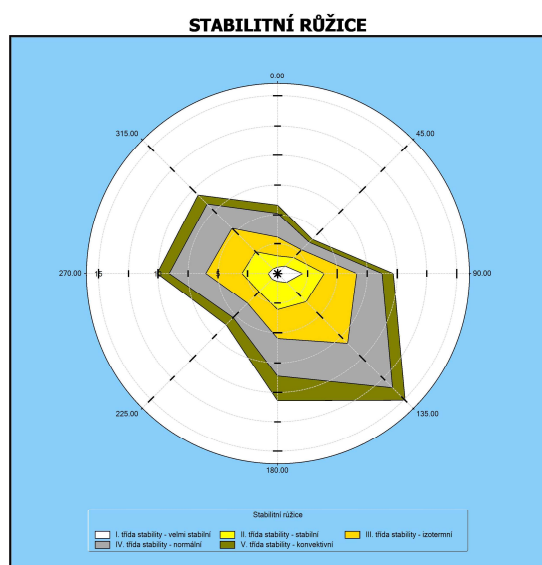 STABILITNÍ RŮŽICE
0.00
315.00
45.00
270.00
15
5
90.00
225.00
135.00
180.00
Stabilitní růžice
I. třída stability - velmi stabilní
II. třída stability - stabilní
III. třída stability - izotermní
IV. třída stability - normální
V. třída stability - konvektivní